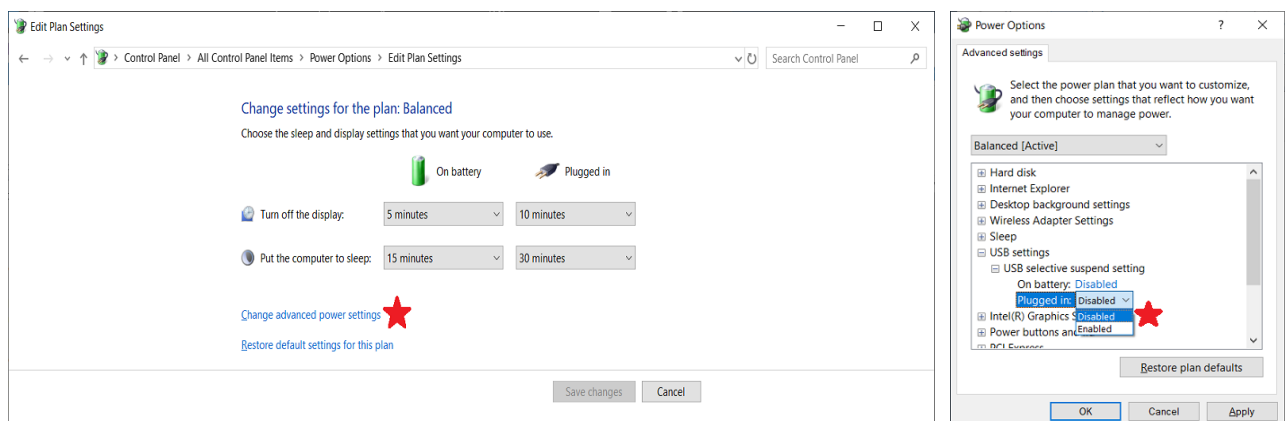 Edit Plan Settings
Control Panel > All Control Panel Items > Power Options > Edit Plan Settings
Search Control Panel
Change settings for the plan: Balanced
Choose the sleep and display settings that you want your computer to use.
On battery
Plugged in
Turn off the display:
5 minutes
10 minutes
Put the computer to sleep:
15 minutes
30 minutes
Change advanced power settings
Restore default settings for this plan
Save changes
Cancel
Power Options
Advanced settings
Select the power plan that you want to customize,
and then choose settings that reflect how you want
your computer to manage power.
Balanced [Active]
Hard disk
Internet Explorer
Desktop background settings
Wireless Adapter Settings
Sleep
USB settings
USB selective suspend setting
On battery: Disabled
Plugged in: Disabled
Intel(R) Graphics S
Disabled
Enabled
Power buttons and
PCI Express
Restore plan defaults
OK
Cancel
Apply